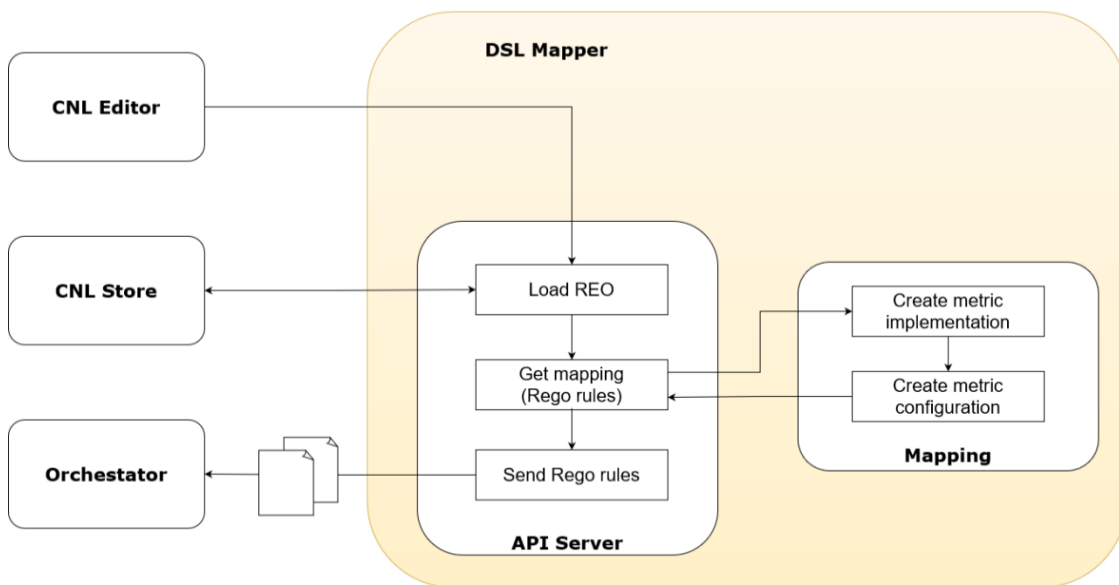 DSL Mapper
CNL Editor
CNL Store
Load REO
Create metric
implementation
Get mapping
(Rego rules)
Create metric
configuration
Mapping
Orchestator
Send Rego rules
API Server